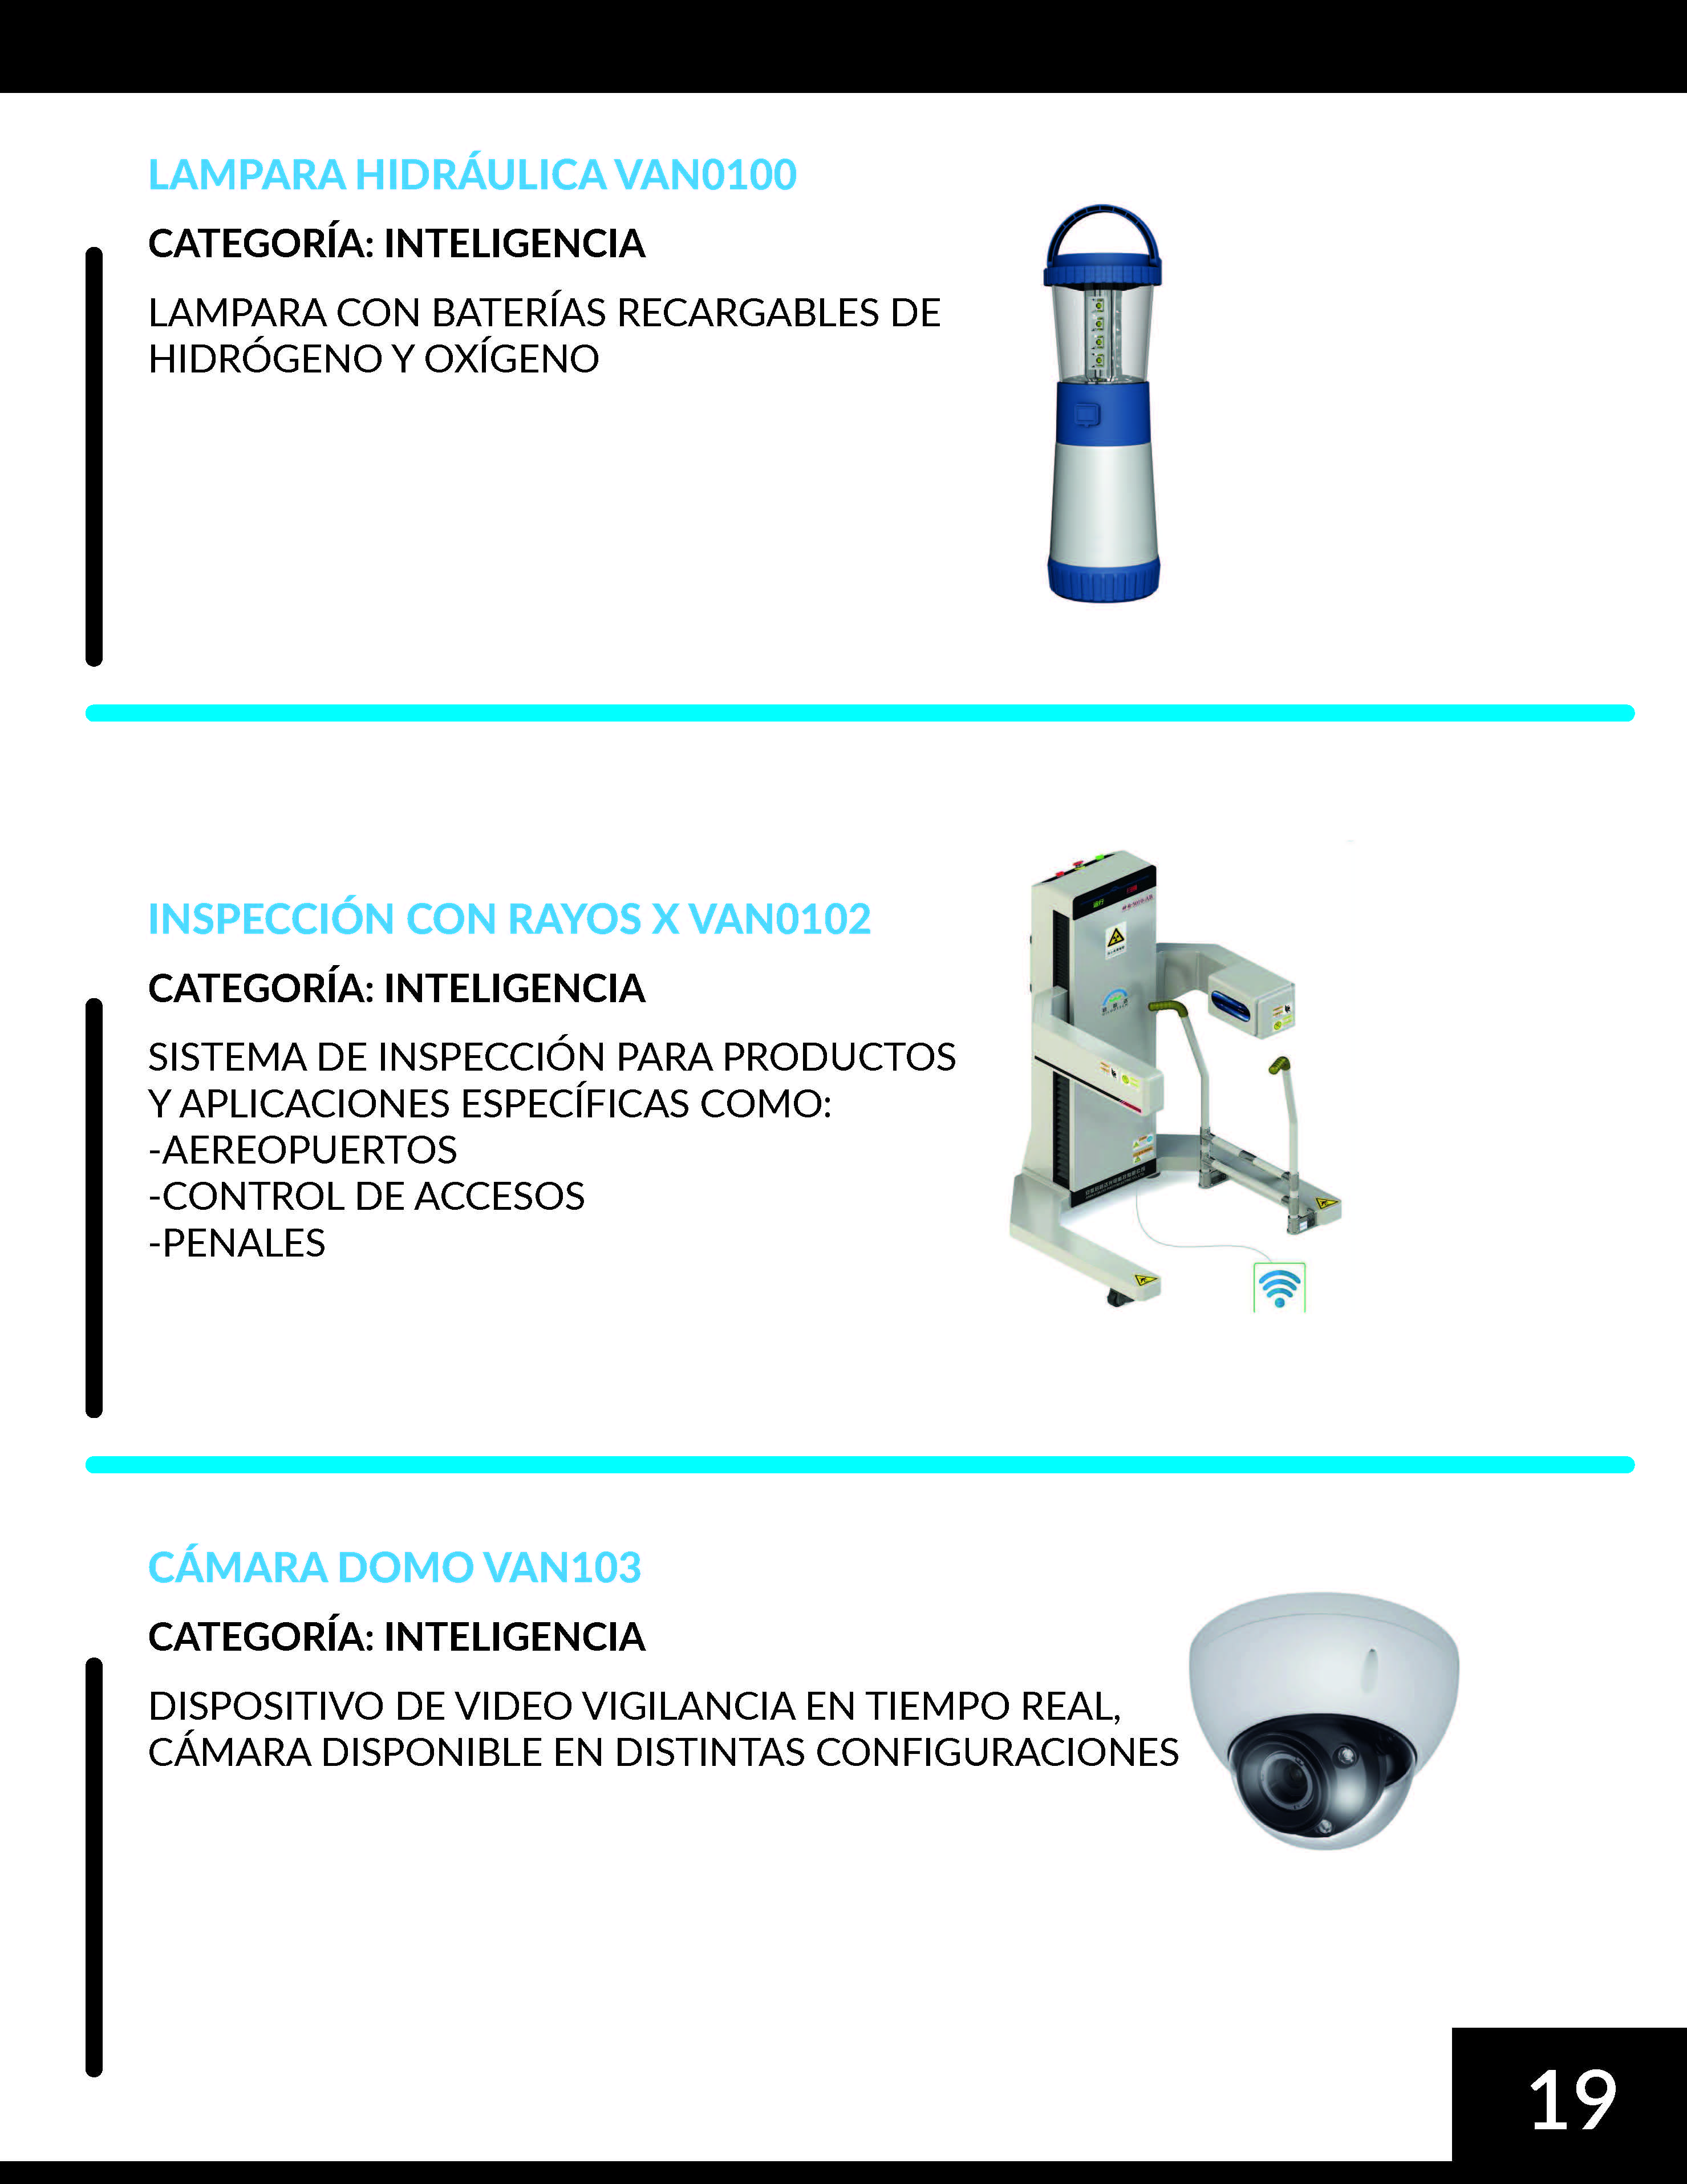 LAMPARA HIDRÁULICA VAN0100
CATEGORÍA: INTELIGENCIA
LAMPARA CON BATERÍAS RECARGABLES DE
HIDRÓGENO Y OXÍGENO
INSPECCIÓN CON RAYOS X VAN0102
CATEGORÍA: INTELIGENCIA
SISTEMA DE INSPECCIÓN PARA PRODUCTOS
Y APLICACIONES ESPECÍFICAS COMO:
-AEREOPUERTOS
-CONTROL DE ACCESOS
-PENALES
CÁMARA DOMO VAN103
CATEGORÍA: INTELIGENCIA
DISPOSITIVO DE VIDEO VIGILANCIA EN TIEMPO REAL,
CÁMARA DISPONIBLE EN DISTINTAS CONFIGURACIONES
19